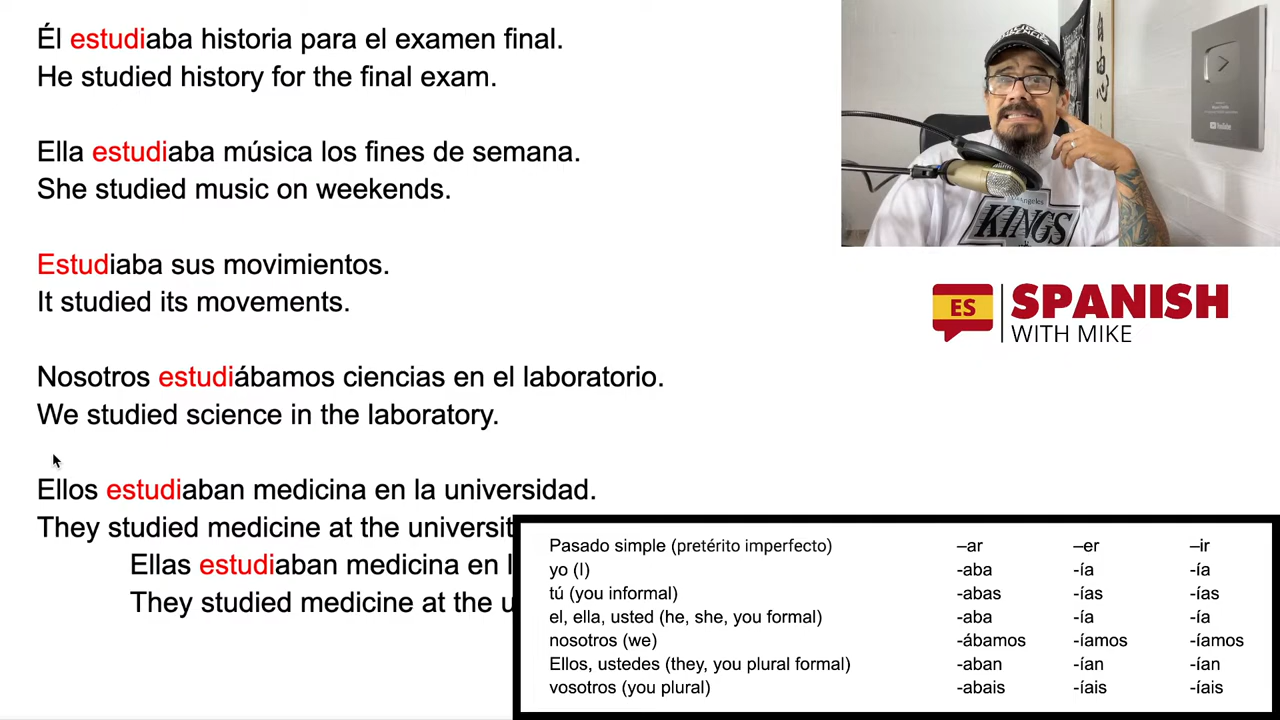 Él estudiaba historia para el examen final.
He studied history for the final exam.
Ella estudiaba música los fines de semana.
She studied music on weekends.
Estudiaba sus movimientos.
It studied its movements.
Nosotros estudiábamos ciencias en el laboratorio.
We studied science in the laboratory.
Ellos estudiaban medicina en la universidad.
They studied medicine at the universit
Ellas estudiaban medicina en l
They studied medicine at the u
自由心
YouTube
Angeles
KINGS
ES
SPANISH
WITH MIKE
Pasado simple (pretérito imperfecto) –ar –er –ir
yo (I) -aba -ía -ía
tú (you informal) -abas -ías -ías
el, ella, usted (he, she, you formal) -aba -ía -ía
nosotros (we) -ábamos -íamos -íamos
Ellos, ustedes (they, you plural formal) -aban -ían -ían
vosotros (you plural) -abais -íais -íais